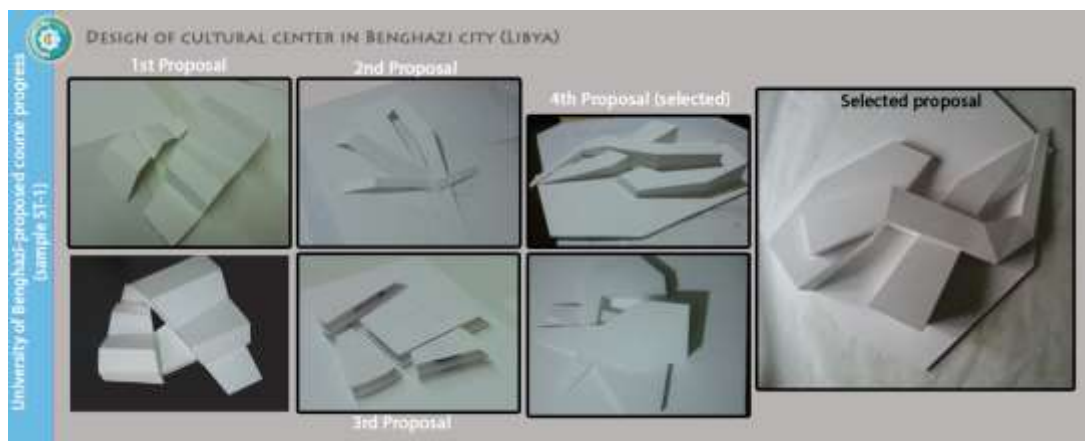 DESIGN OF CULTURAL CENTER IN BENGHAZI CITY (LIBYA)
University of Benghazi-proposed course progress
(sample ST-1)
1st Proposal
2nd Proposal
4th Proposal (selected)
Selected proposal
3rd Proposal